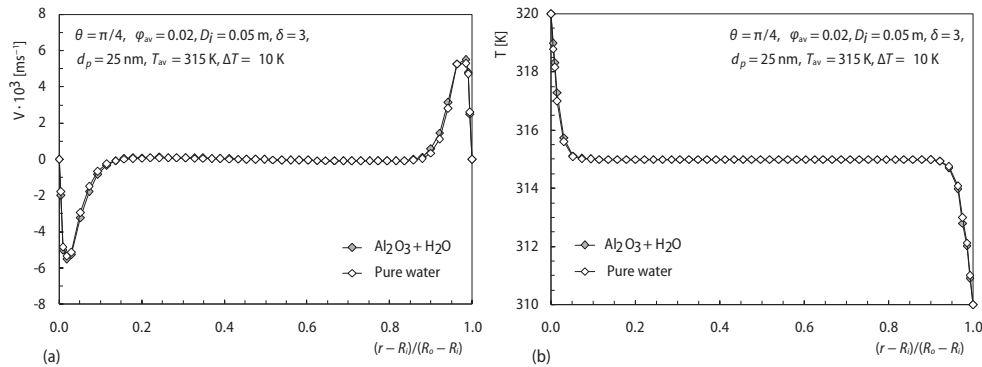 θ = π/4, φav = 0.02, Di = 0.05 m, δ = 3,
dp = 25 nm, Tav = 315 K, ΔT = 10 K
V · 10³ [ms⁻¹]
8
6
4
2
0
-2
-4
-6
-8
Al2O3 + H2O
Pure water
0.0 0.2 0.4 0.6 0.8 1.0
(r – Ri)/(Ro – Ri)
(a)
θ = π/4, φav = 0.02, Di = 0.05 m, δ = 3,
dp = 25 nm, Tav = 315 K, ΔT = 10 K
T [K]
320
318
316
314
312
310
Al2O3 + H2O
Pure water
0.0 0.2 0.4 0.6 0.8 1.0
(r – Ri)/(Ro – Ri)
(b)